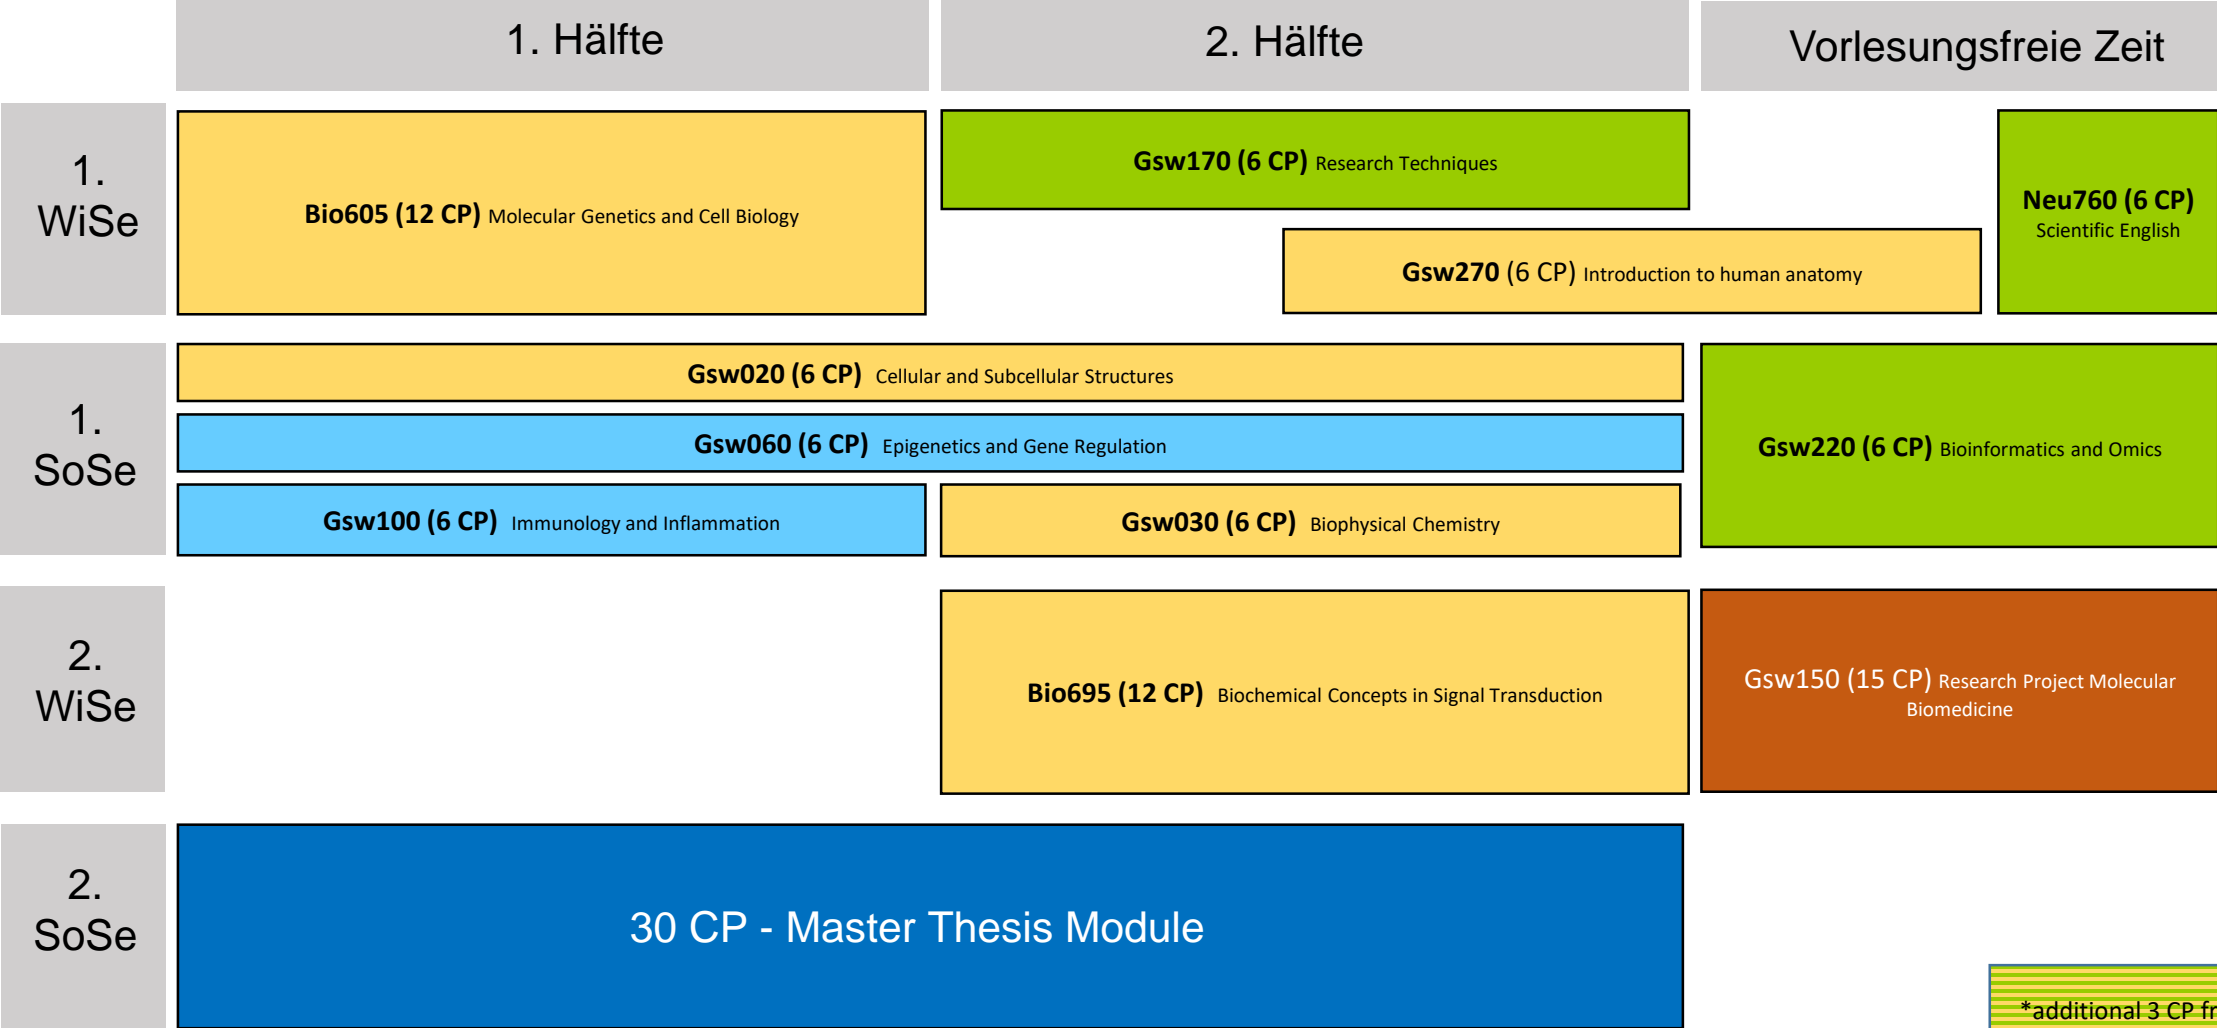 1. Hälfte
2. Hälfte
Vorlesungsfreie Zeit
1.
WiSe
Bio605 (12 CP) Molecular Genetics and Cell Biology
Gsw170 (6 CP) Research Techniques
Gsw270 (6 CP) Introduction to human anatomy
Neu760 (6 CP)
Scientific English
1.
SoSe
Gsw020 (6 CP) Cellular and Subcellular Structures
Gsw060 (6 CP) Epigenetics and Gene Regulation
Gsw100 (6 CP) Immunology and Inflammation
Gsw030 (6 CP) Biophysical Chemistry
Gsw220 (6 CP) Bioinformatics and Omics
2.
WiSe
Bio695 (12 CP) Biochemical Concepts in Signal Transduction
Gsw150 (15 CP) Research Project Molecular
Biomedicine
2.
SoSe
30 CP - Master Thesis Module
*additional 3 CP